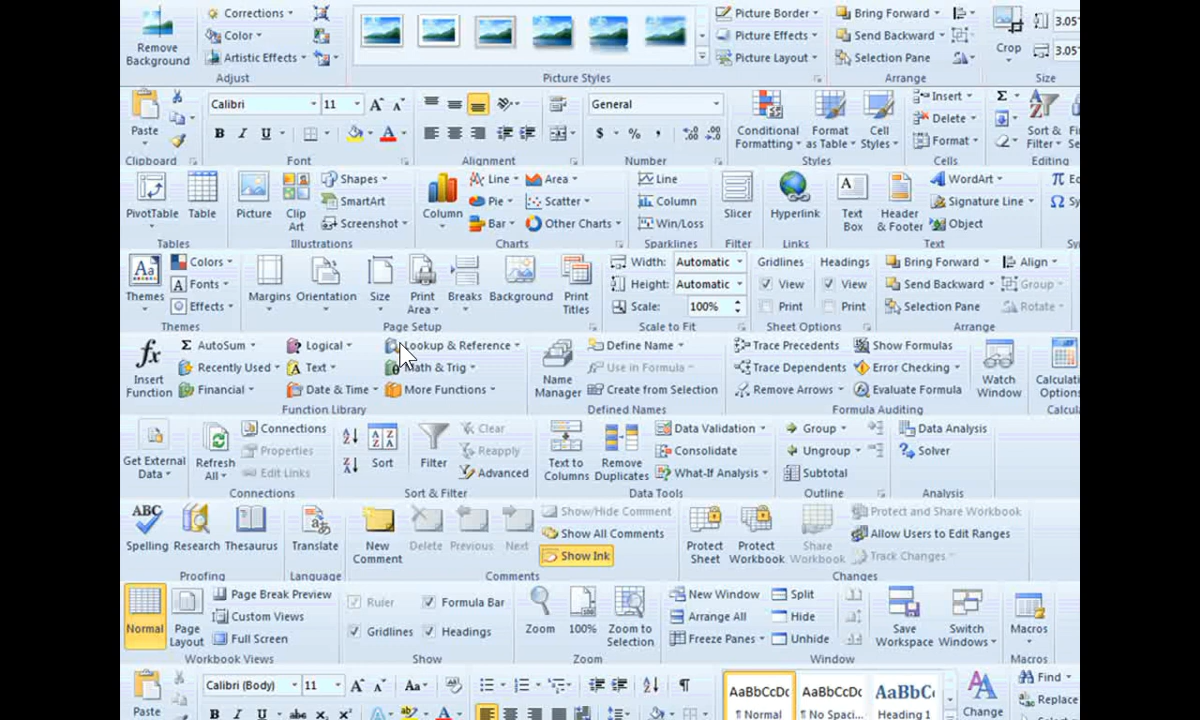 Corrections Picture Border Bring Forward 3.05
Color Picture Effects Send Backward
Remove Background Artistic Effects Picture Layout Selection Pane Crop 3.05
Adjust Picture Styles Arrange Size
Calibri 11 General Insert Σ
Paste Delete
B I U $ % , Conditional Formatting Format as Table Cell Styles Format Sort & Filter
Clipboard Font Alignment Number Styles Cells Editing
Shapes Line Area Line WordArt π
PivotTable Table Picture Clip Art SmartArt Column Pie Scatter Column Slicer Hyperlink Text Box Header & Footer Signature Line Ω
Screenshot Bar Other Charts Win/Loss Object
Tables Illustrations Charts Sparklines Filter Links Text
Colors Width: Automatic Gridlines Headings Bring Forward Align
Themes Fonts Margins Orientation Size Print Area Breaks Background Print Titles Height: Automatic View View Send Backward Group
Effects Scale: 100% Print Print Selection Pane Rotate
Themes Page Setup Scale to Fit Sheet Options Arrange
fx Σ AutoSum Logical Lookup & Reference Define Name Trace Precedents Show Formulas
Insert Function Recently Used Text Math & Trig Name Manager Use in Formula Trace Dependents Error Checking Watch Window Calculation Options
Financial Date & Time More Functions Create from Selection Remove Arrows Evaluate Formula
Function Library Defined Names Formula Auditing
Connections Clear Data Validation Group Data Analysis
Get External Data Refresh All Properties Sort Filter Reapply Text to Columns Remove Duplicates Consolidate Ungroup Solver
Edit Links Advanced What-If Analysis Subtotal
Connections Sort & Filter Data Tools Outline Analysis
ABC Show/Hide Comment Protect and Share Workbook
Spelling Research Thesaurus Translate New Comment Delete Previous Next Show All Comments Protect Sheet Protect Workbook Share Workbook Allow Users to Edit Ranges
Show Ink Track Changes
Proofing Language Comments Changes
Page Break Preview Ruler Formula Bar New Window Split
Normal Page Layout Custom Views Zoom 100% Zoom to Selection Arrange All Hide Save Workspace Switch Windows Macros
Full Screen Gridlines Headings Freeze Panes Unhide
Workbook Views Show Zoom Window Macros
Calibri (Body) 11 Aa ¶ AaBbCcDc AaBbCcDc AaBbC Find
Paste B I U abc x₂ x² A ¶ Normal ¶ No Spaci... Heading 1 Change Replace